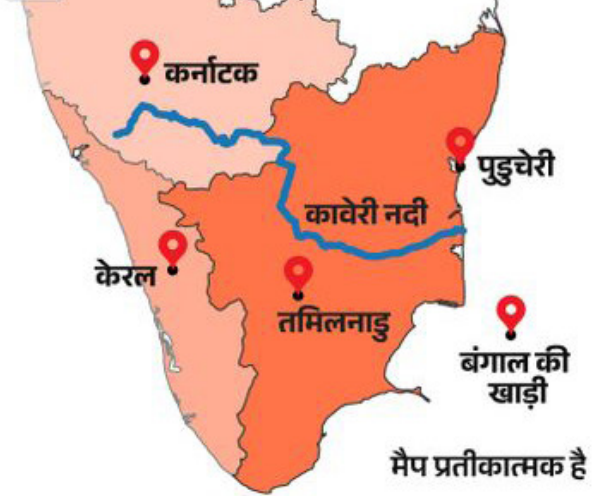 कर्नाटक
पुडुचेरी
कावेरी नदी
केरल
तमिलनाडु
बंगाल की
खाड़ी
मैप प्रतीकात्मक है